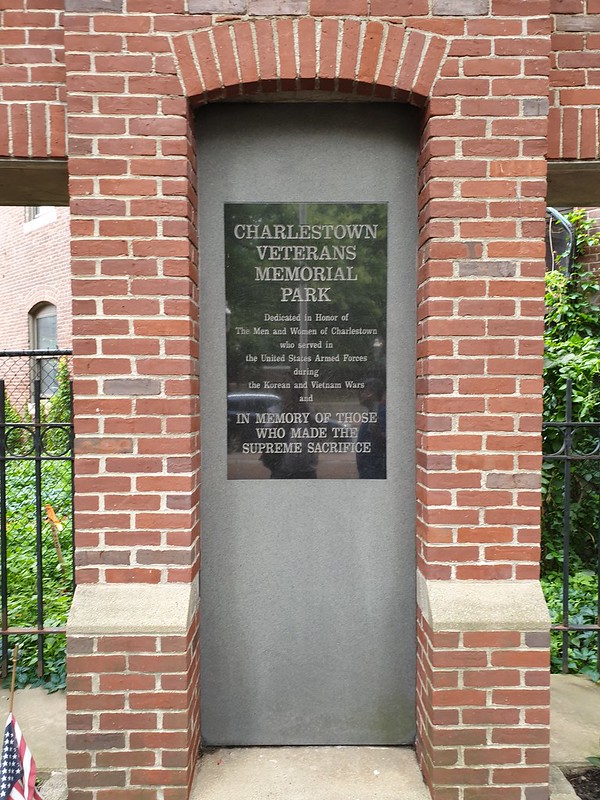 CHARLESTOWN
VETERANS
MEMORIAL
PARK
Dedicated in Honor of
The Men and Women of Charlestown
who served in
the United States Armed Forces
during
the Korean and Vietnam Wars
and
IN MEMORY OF THOSE
WHO MADE THE
SUPREME SACRIFICE